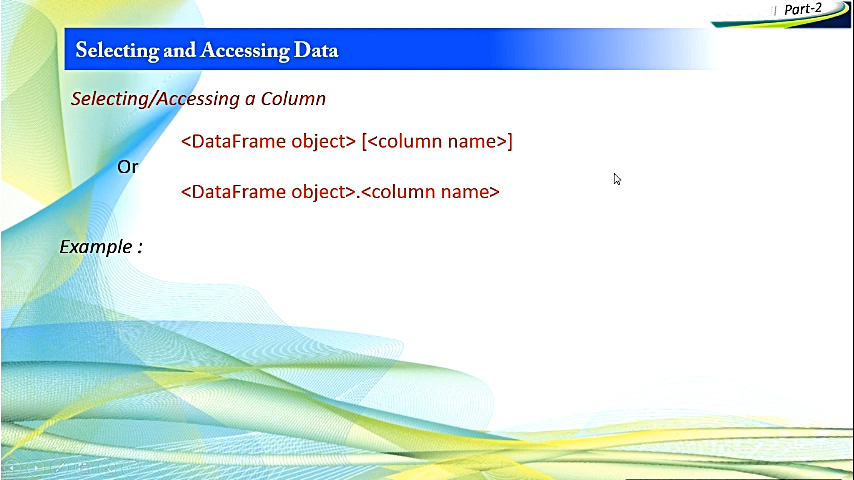 Part-2
Selecting and Accessing Data
Selecting/Accessing a Column
<DataFrame object> [<column name>]
Or
<DataFrame object>.<column name>
Example :